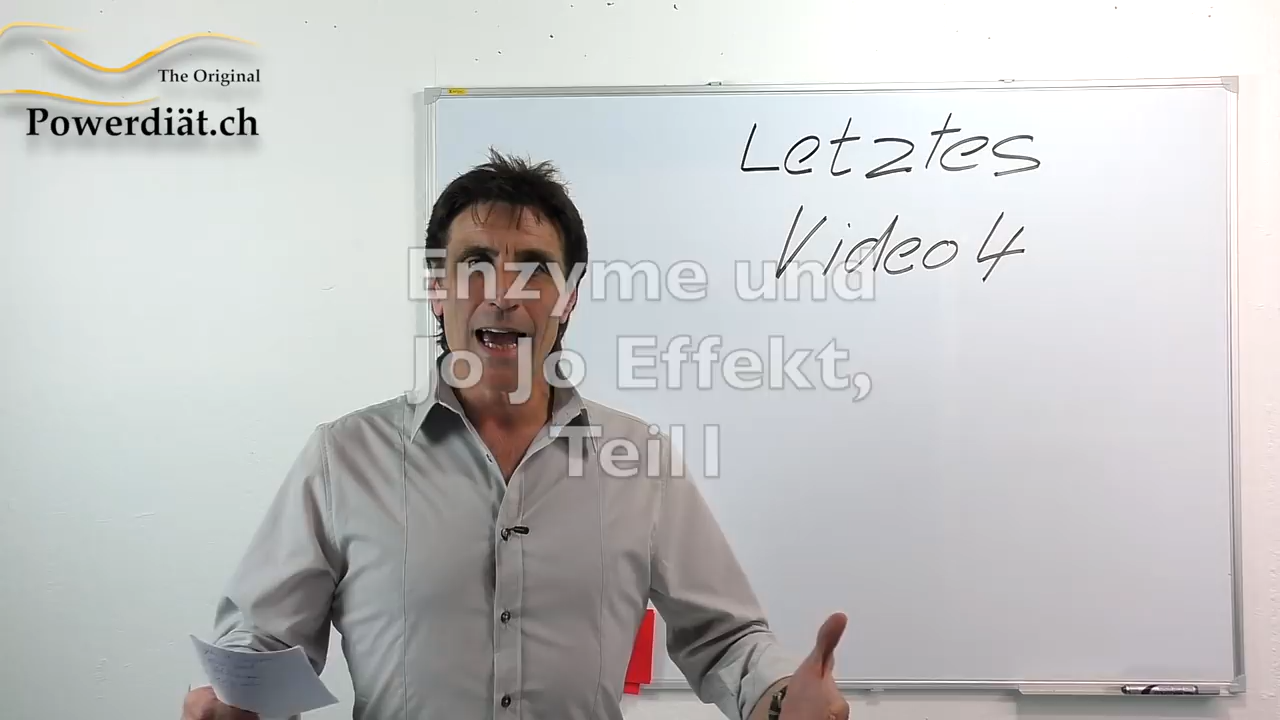 The Original
Powerdiät.ch
Letztes
Video 4
Enzyme und
Jo Jo Effekt,
Teil I